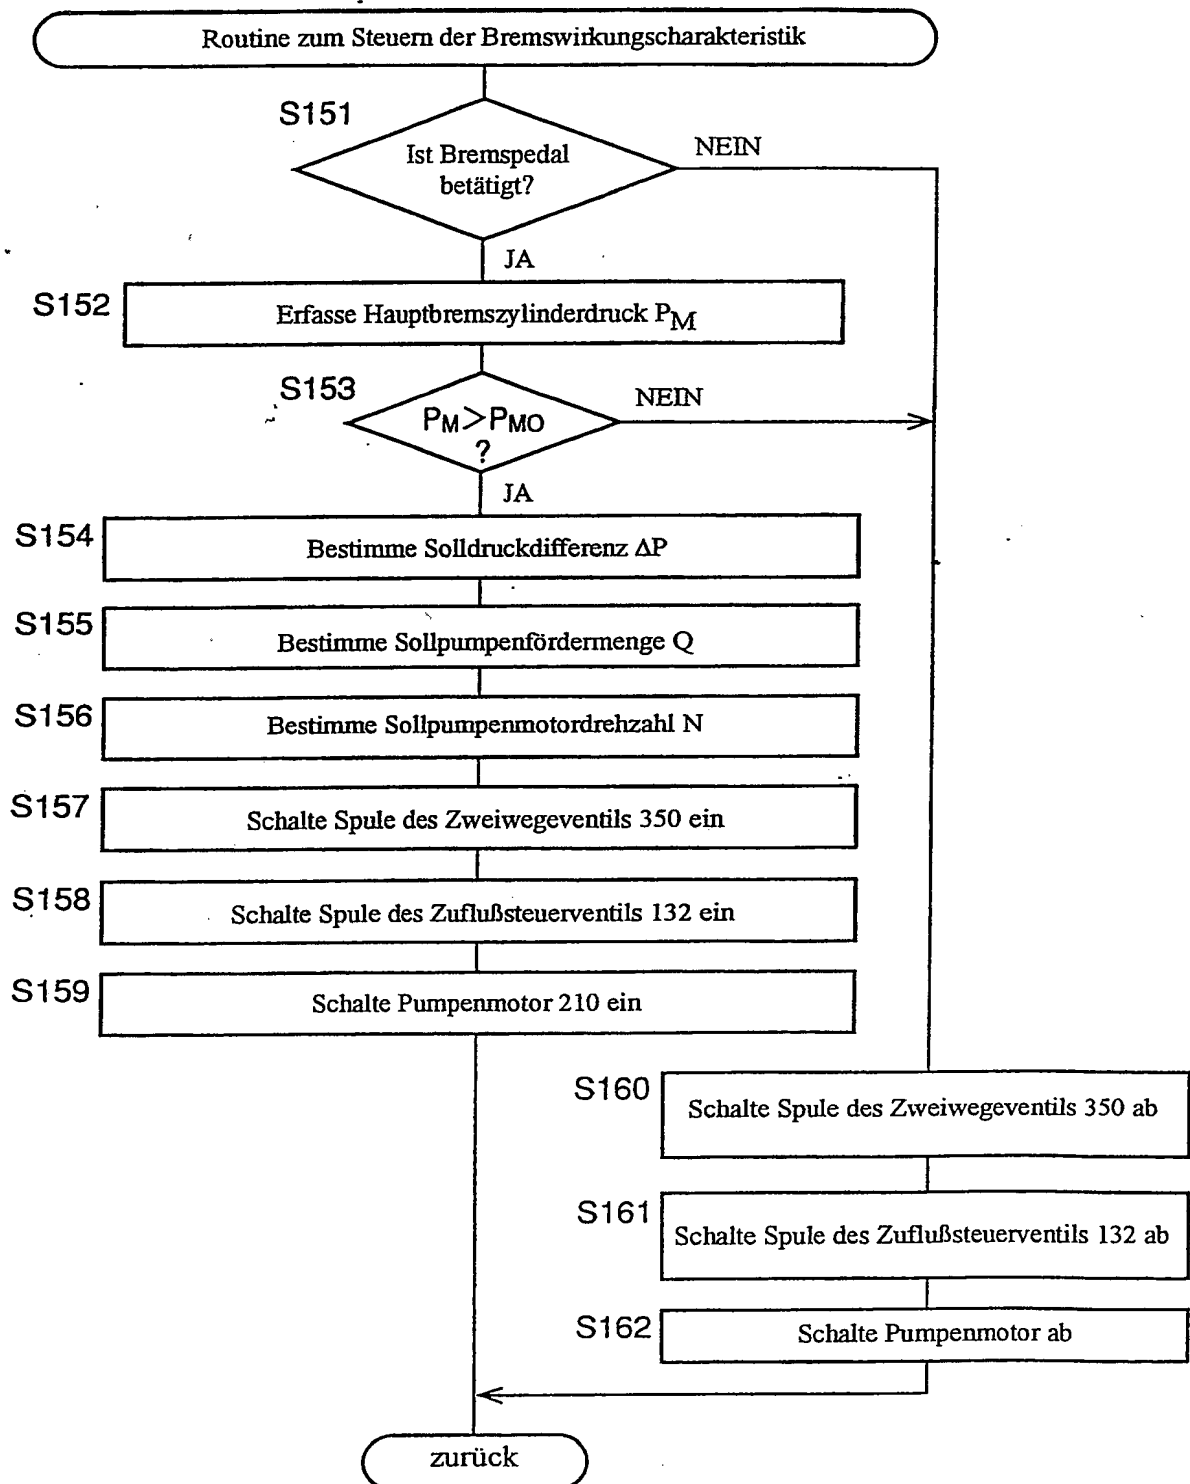 Routine zum Steuern der Bremswirkungscharakteristik
S151
Ist Bremspedal
betätigt?
NEIN
JA
S152
Erfasse Hauptbremszylinderdruck PM
S153
PM>PMO
?
NEIN
JA
S154
Bestimme Solldruckdifferenz ΔP
S155
Bestimme Sollpumpenfördermenge Q
S156
Bestimme Sollpumpenmotordrehzahl N
S157
Schalte Spule des Zweiwegeventils 350 ein
S158
Schalte Spule des Zuflußsteuerventils 132 ein
S159
Schalte Pumpenmotor 210 ein
S160
Schalte Spule des Zweiwegeventils 350 ab
S161
Schalte Spule des Zuflußsteuerventils 132 ab
S162
Schalte Pumpenmotor ab
zurück